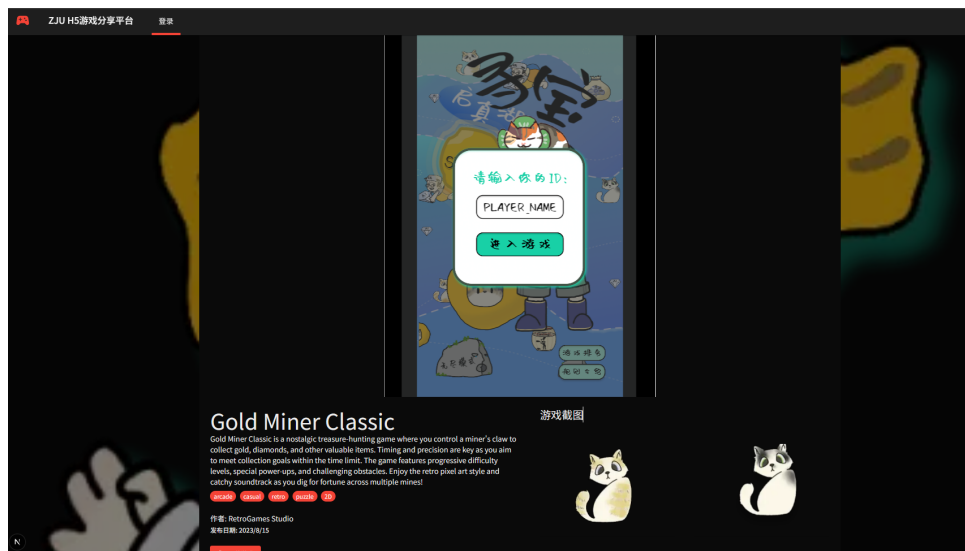 ZJU H5游戏分享平台
登录
多宝
启真湖
请输入你的ID:
PLAYER_NAME
进入游戏
游戏排名
Gold Miner Classic
Gold Miner Classic is a nostalgic treasure-hunting game where you control a miner's claw to
collect gold, diamonds, and other valuable items. Timing and precision are key as you aim
to meet collection goals within the time limit. The game features progressive difficulty
levels, special power-ups, and challenging obstacles. Enjoy the retro pixel art style and
catchy soundtrack as you dig for fortune across multiple mines!
arcade
casual
retro
puzzle
2D
作者: RetroGames Studio
发布日期: 2023/8/15
游戏截图
N